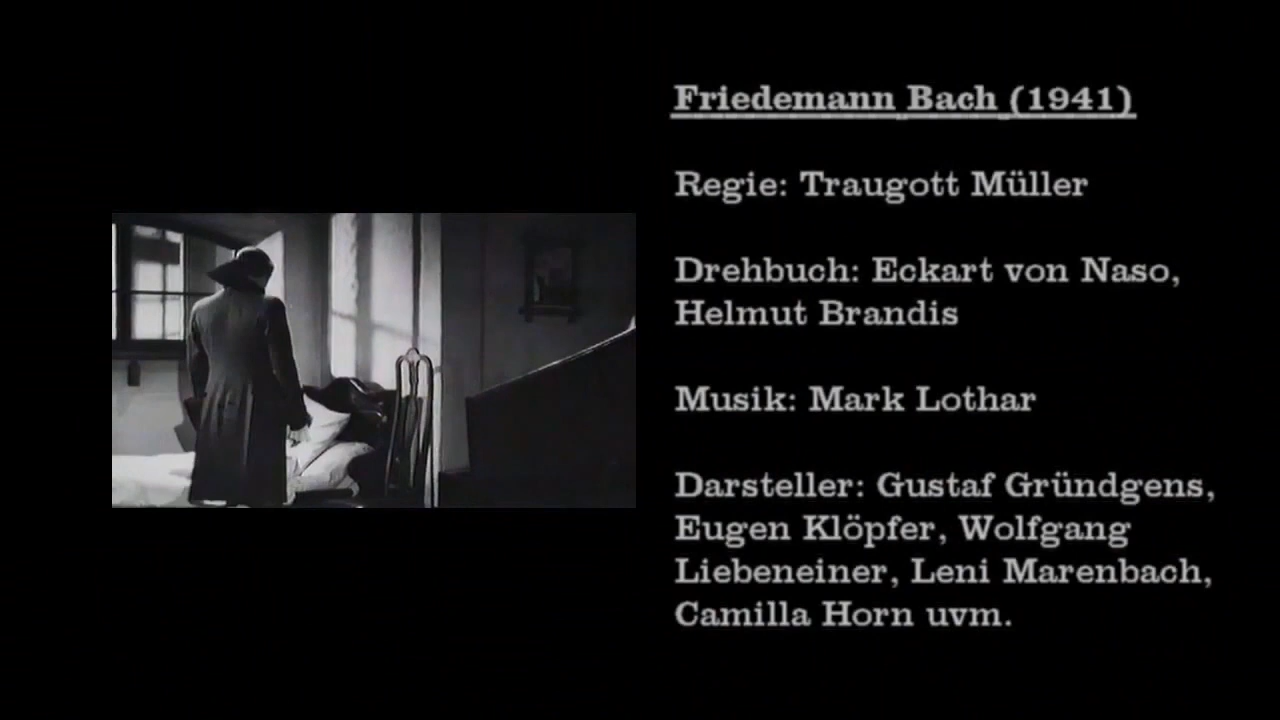 Friedemann Bach (1941)
Regie: Traugott Müller
Drehbuch: Eckart von Naso,
Helmut Brandis
Musik: Mark Lothar
Darsteller: Gustaf Gründgens,
Eugen Klöpfer, Wolfgang
Liebeneiner, Leni Marenbach,
Camilla Horn uvm.